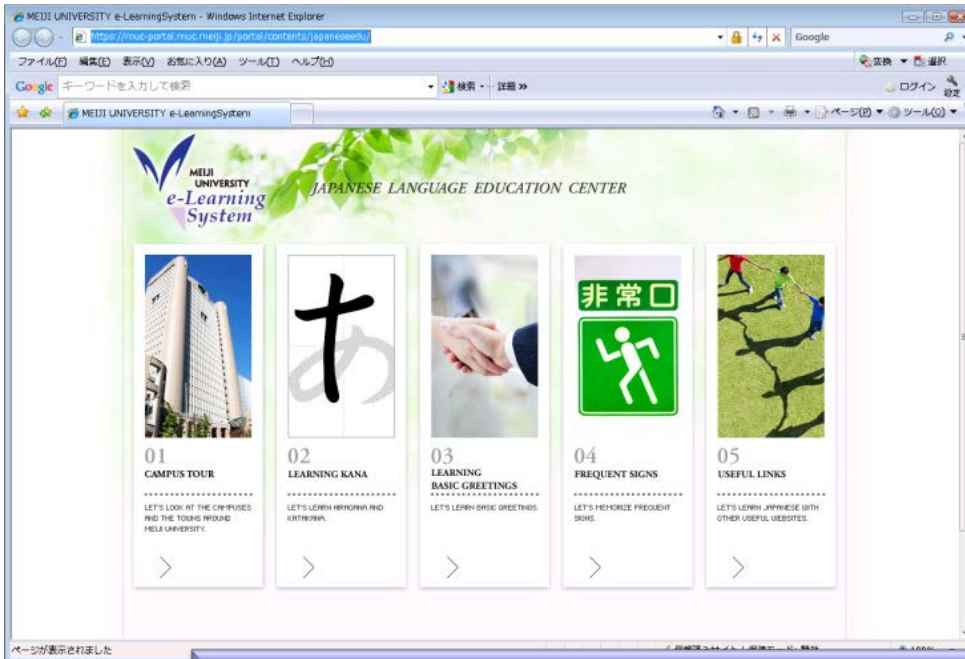 MEIJI UNIVERSITY e-LearningSystem - Windows Internet Explorer
https://muc-portal.muc.meiji.jp/portal/contents/japaneseedu/
Google
ファイル(F) 編集(E) 表示(V) お気に入り(A) ツール(T) ヘルプ(H)
変換 選択
Google キーワードを入力して検索 検索 詳細 » ログイン 設定
MEIJI UNIVERSITY e-LearningSystem
ページ(P) ツール(O)
MEIJI
UNIVERSITY
e-Learning
System
JAPANESE LANGUAGE EDUCATION CENTER
あ
非常口
01
CAMPUS TOUR
LET'S LOOK AT THE CAMPUSES
AND THE TOWNS AROUND
MEIJI UNIVERSITY.
02
LEARNING KANA
LET'S LEARN HIRAGANA AND
KATAKANA.
03
LEARNING
BASIC GREETINGS
LET'S LEARN BASIC GREETINGS.
04
FREQUENT SIGNS
LET'S MEMORIZE FREQUENT
SIGNS.
05
USEFUL LINKS
LET'S LEARN JAPANESE WITH
OTHER USEFUL WEBSITES.
ページが表示されました